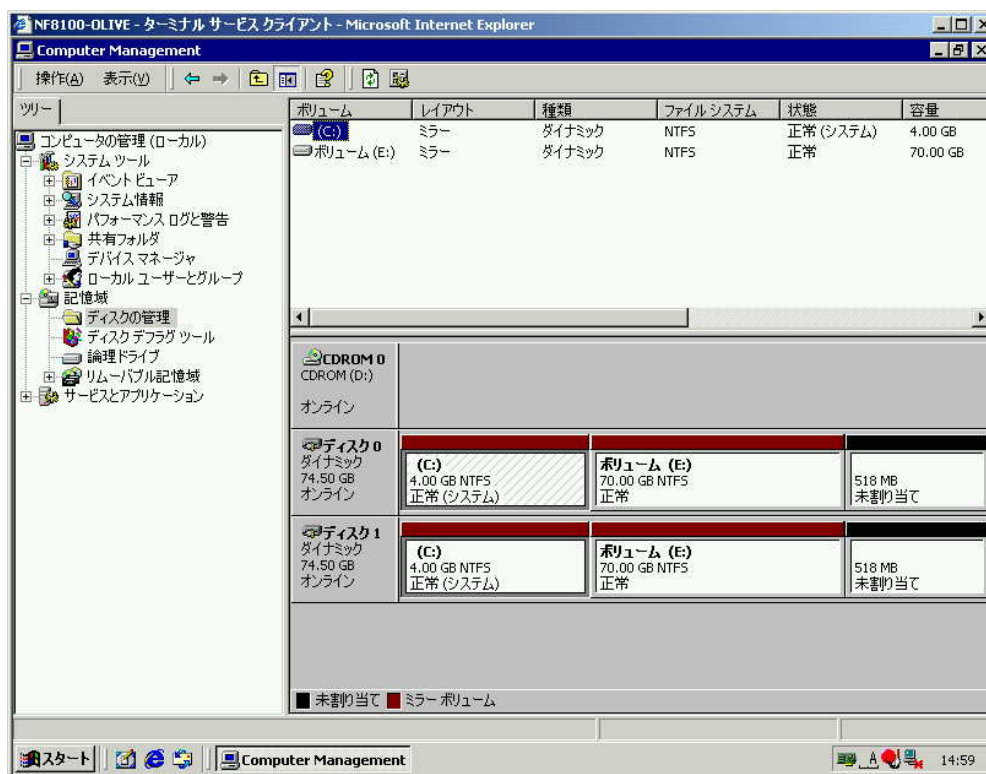 NF8100-OLIVE - ターミナル サービス クライアント - Microsoft Internet Explorer
Computer Management
操作(A) 表示(V)
ツリー
コンピュータの管理 (ローカル)
システム ツール
イベント ビューア
システム情報
パフォーマンス ログと警告
共有フォルダ
デバイス マネージャ
ローカル ユーザーとグループ
記憶域
ディスクの管理
ディスク デフラグ ツール
論理ドライブ
リムーバブル記憶域
サービスとアプリケーション
ボリューム レイアウト 種類 ファイル システム 状態 容量
(C:) ミラー ダイナミック NTFS 正常 (システム) 4.00 GB
ボリューム (E:) ミラー ダイナミック NTFS 正常 70.00 GB
CDROM 0
CDROM (D:)
オンライン
ディスク 0
ダイナミック
74.50 GB
オンライン
(C:)
4.00 GB NTFS
正常 (システム)
ボリューム (E:)
70.00 GB NTFS
正常
518 MB
未割り当て
ディスク 1
ダイナミック
74.50 GB
オンライン
(C:)
4.00 GB NTFS
正常 (システム)
ボリューム (E:)
70.00 GB NTFS
正常
518 MB
未割り当て
未割り当て ミラー ボリューム
スタート Computer Management A 14:59